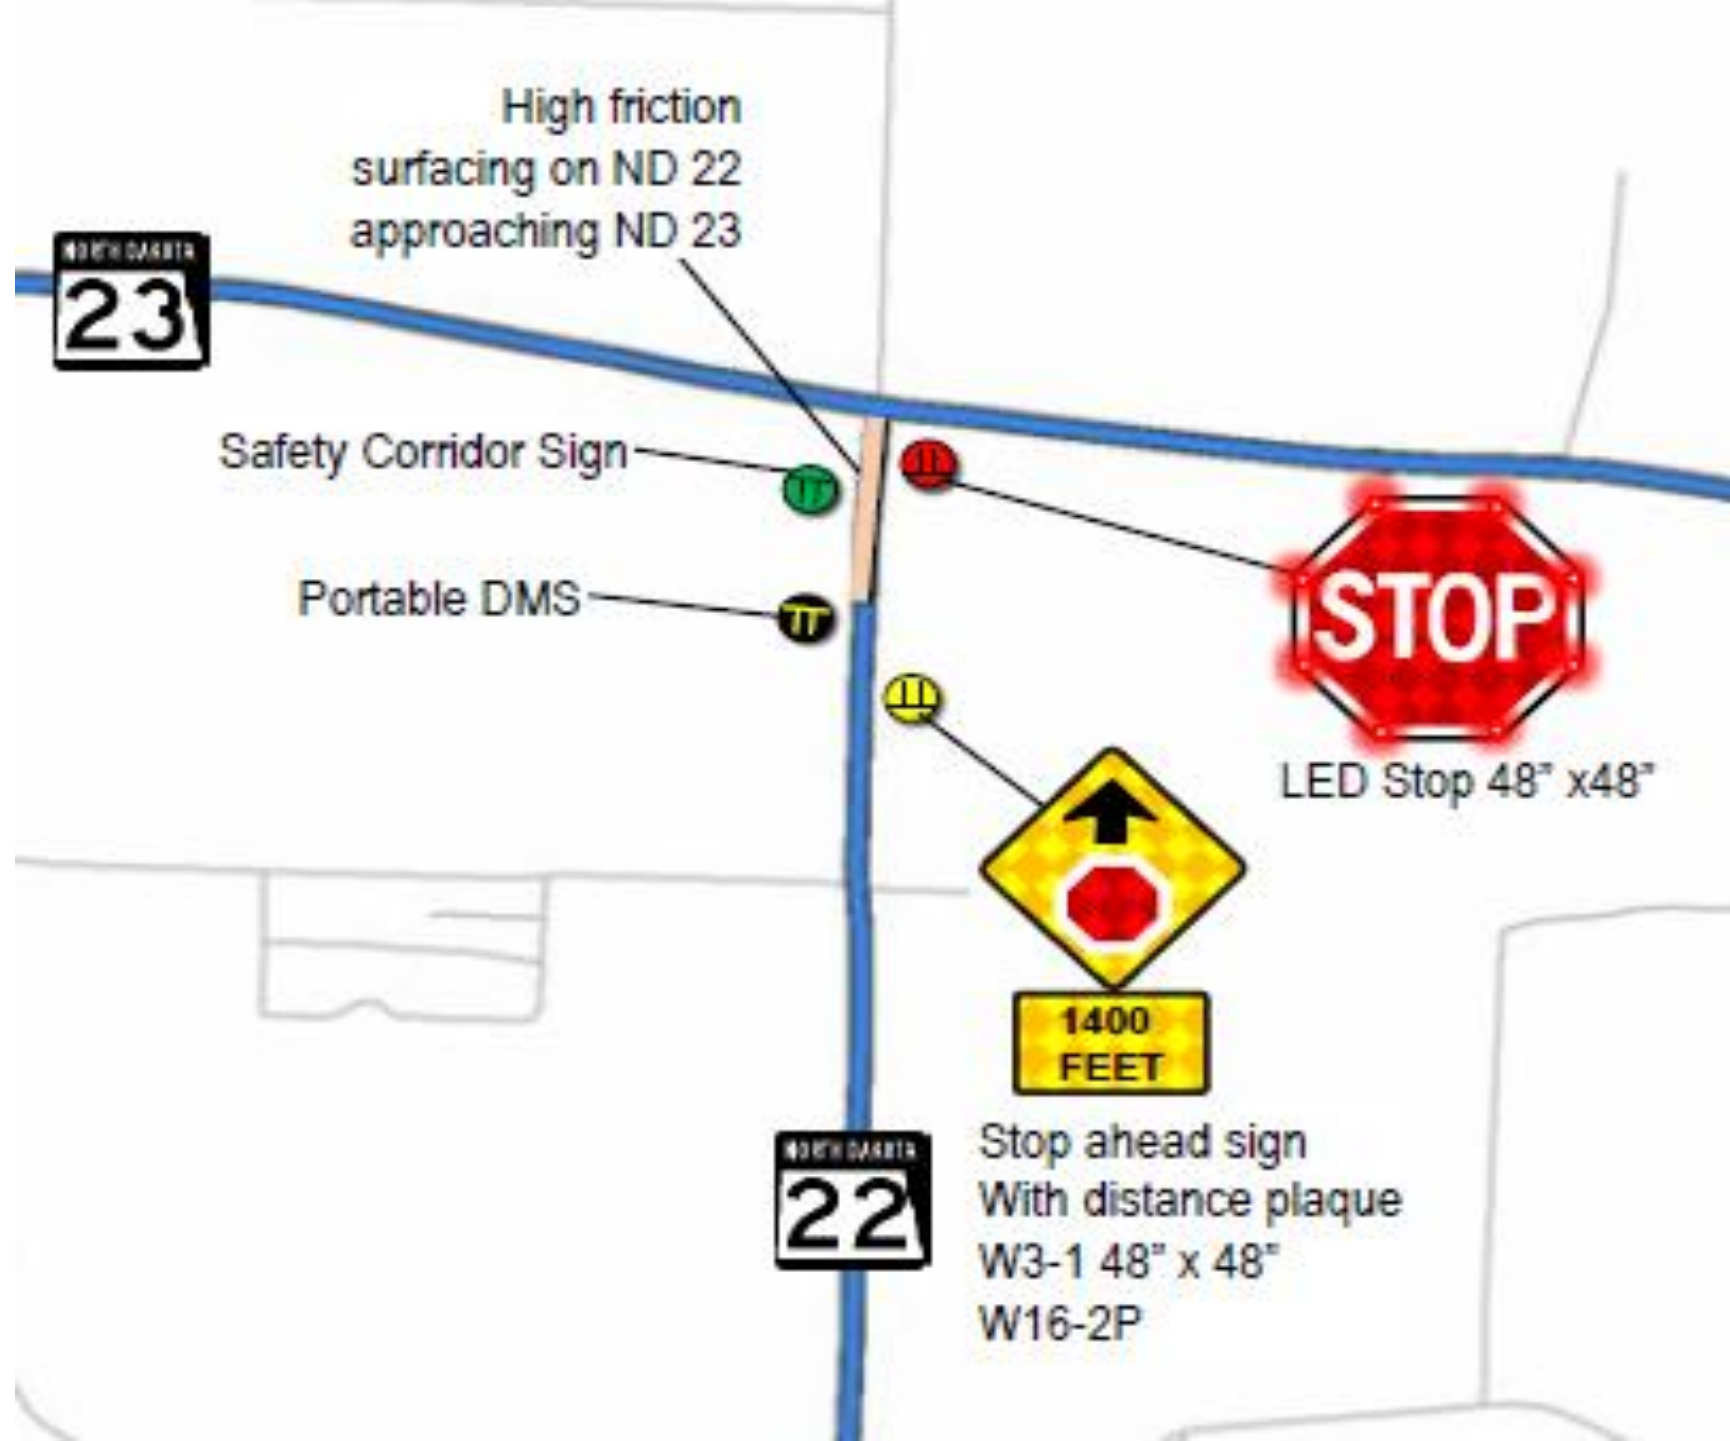 High friction
surfacing on ND 22
approaching ND 23
NORTH DAKOTA
23
Safety Corridor Sign
Portable DMS
STOP
LED Stop 48” x48”
1400
FEET
NORTH DAKOTA
22
Stop ahead sign
With distance plaque
W3-1 48” x 48”
W16-2P